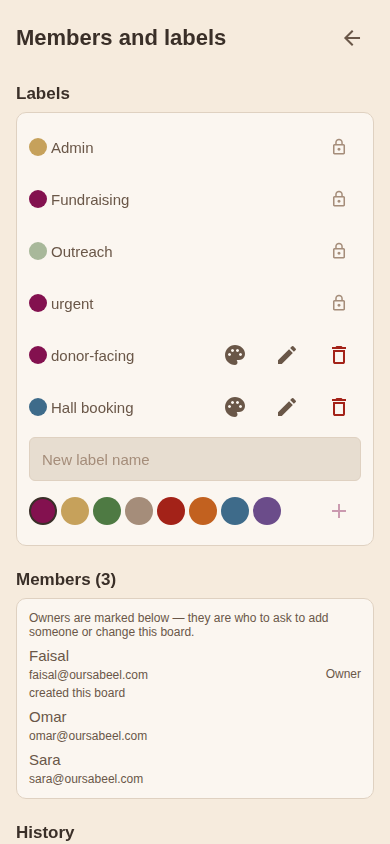 Members and labels
Labels
Admin
Fundraising
Outreach
urgent
donor-facing
Hall booking
New label name
Members (3)
Owners are marked below — they are who to ask to add
someone or change this board.
Faisal
faisal@oursabeel.com
Owner
created this board
Omar
omar@oursabeel.com
Sara
sara@oursabeel.com
History